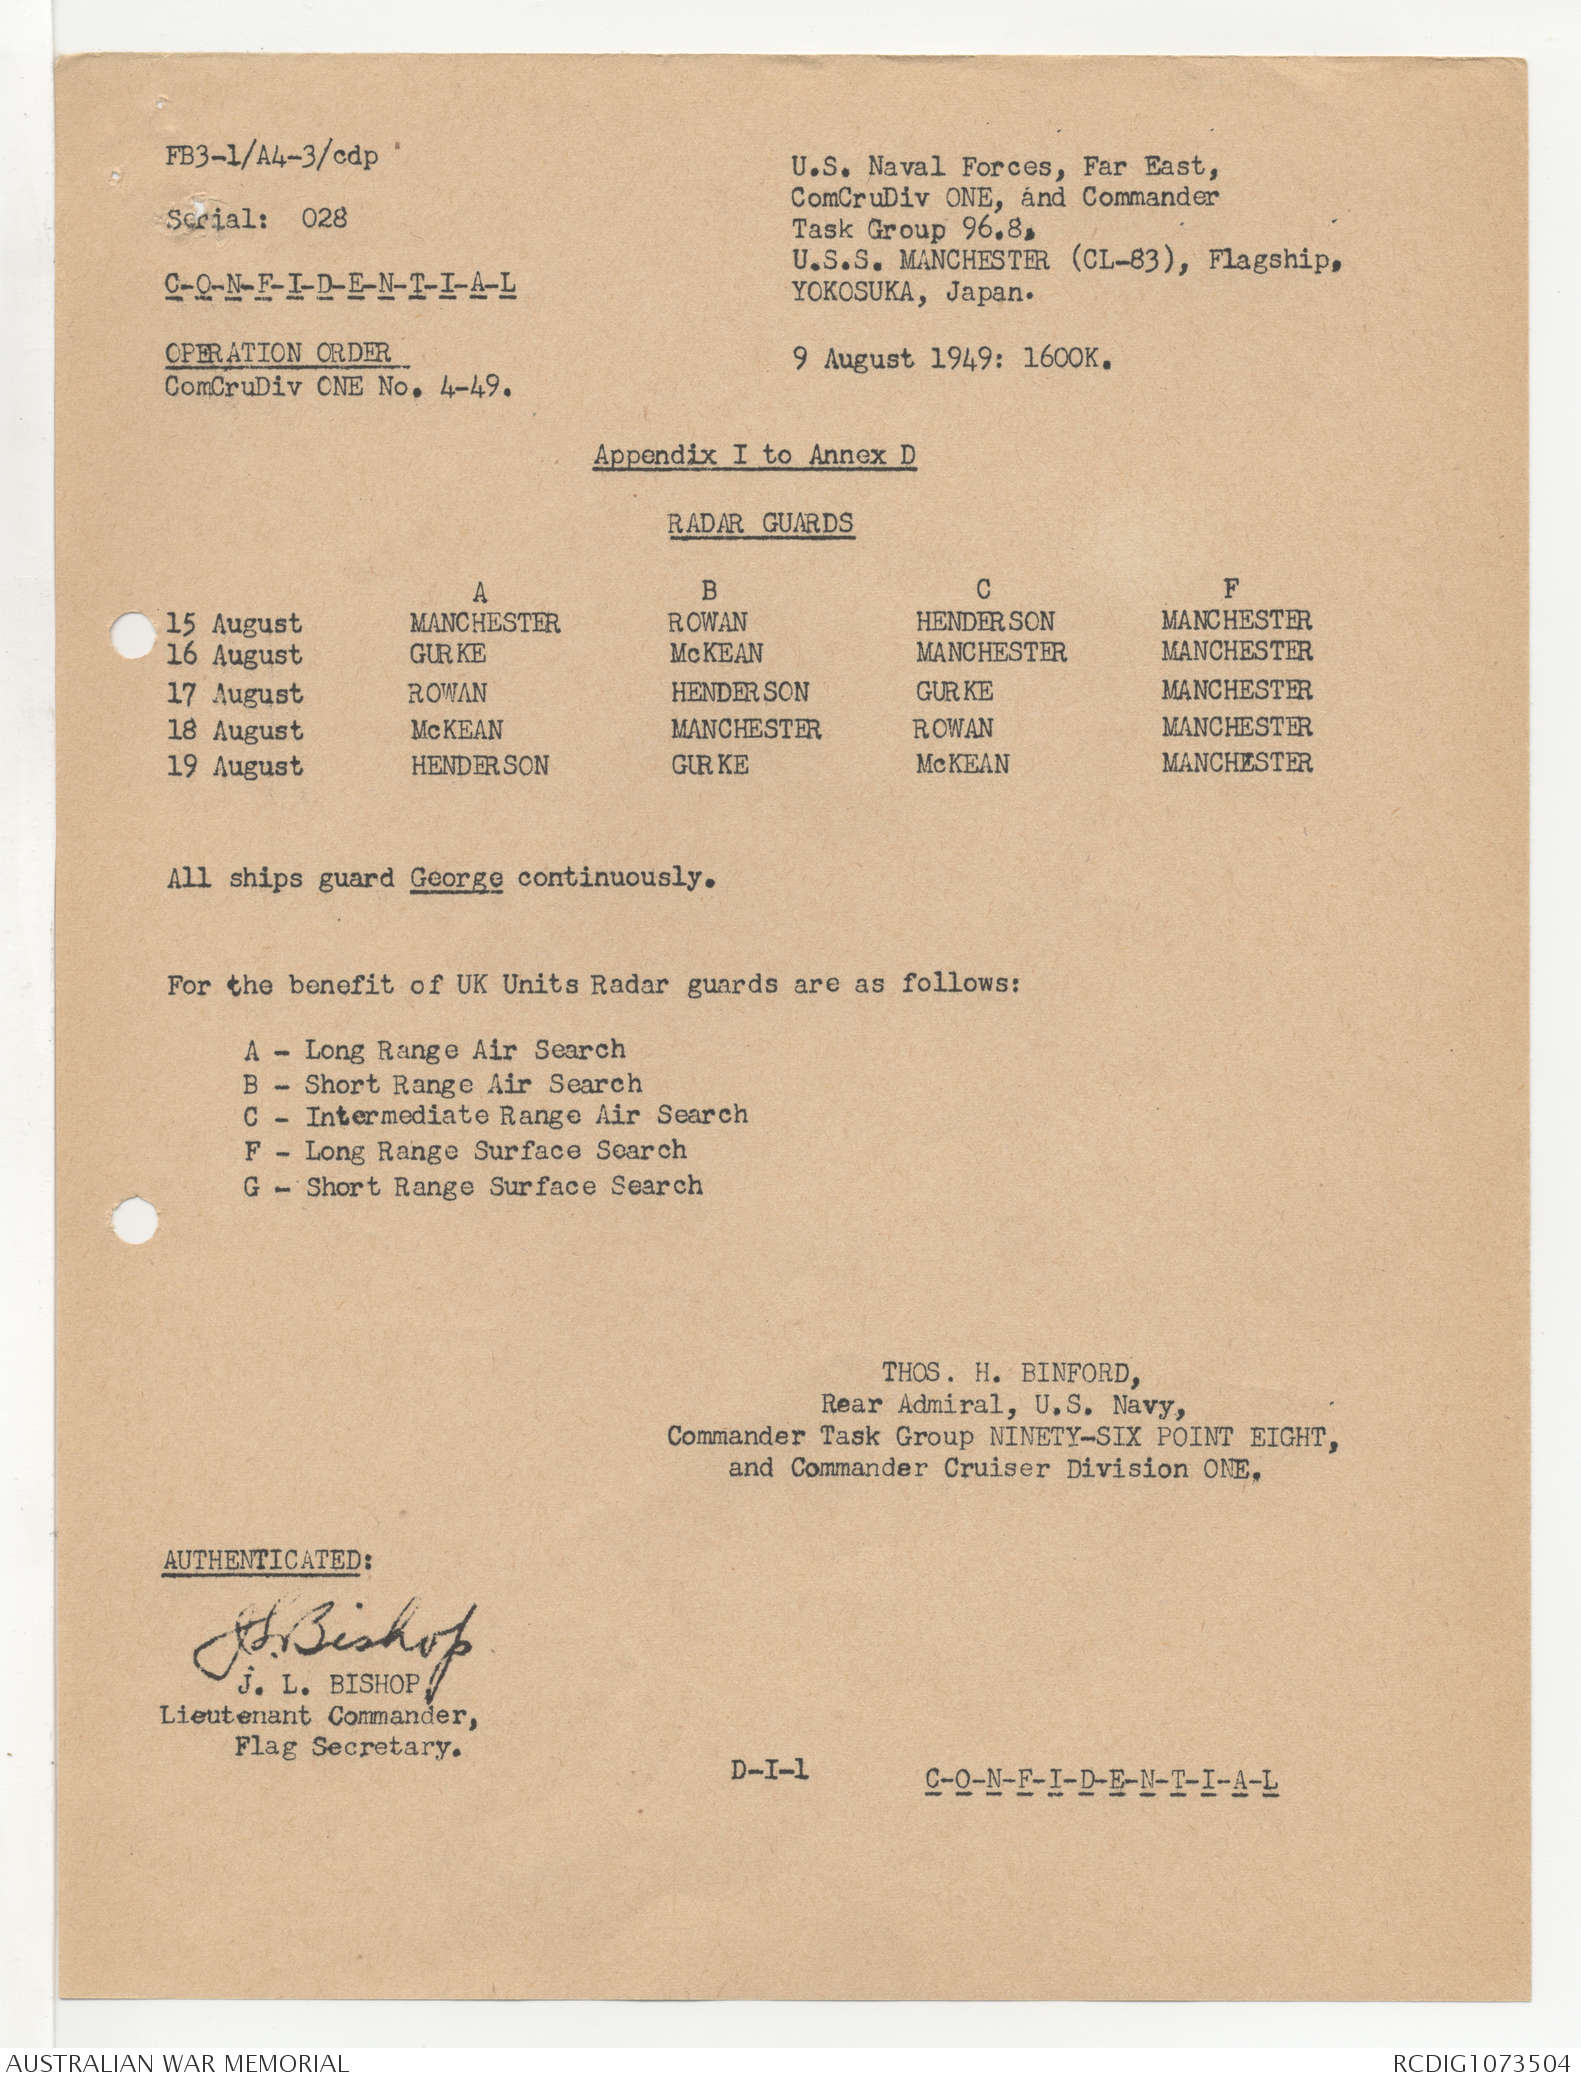 FB3-1/A4-3/cdp
Serial: 028
C-O-N-F-I-D-E-N-T-I-A-L
OPERATION ORDER
ComCruDiv ONE No. 4-49.
U.S. Naval Forces, Far East,
ComCruDiv ONE, and Commander
Task Group 96.8,
U.S.S. MANCHESTER (CL-83), Flagship,
YOKOSUKA, Japan.
9 August 1949: 1600K.
Appendix I to Annex D
RADAR GUARDS
A B C F
15 August MANCHESTER ROWAN HENDERSON MANCHESTER
16 August GURKE McKEAN MANCHESTER MANCHESTER
17 August ROWAN HENDERSON GURKE MANCHESTER
18 August McKEAN MANCHESTER ROWAN MANCHESTER
19 August HENDERSON GURKE McKEAN MANCHESTER
All ships guard George continuously.
For the benefit of UK Units Radar guards are as follows:
A - Long Range Air Search
B - Short Range Air Search
C - Intermediate Range Air Search
F - Long Range Surface Search
G - Short Range Surface Search
THOS. H. BINFORD,
Rear Admiral, U.S. Navy,
Commander Task Group NINETY-SIX POINT EIGHT,
and Commander Cruiser Division ONE.
AUTHENTICATED:
J.L. Bishop
J. L. BISHOP,
Lieutenant Commander,
Flag Secretary.
D-I-1
C-O-N-F-I-D-E-N-T-I-A-L
AUSTRALIAN WAR MEMORIAL
RCDIG1073504